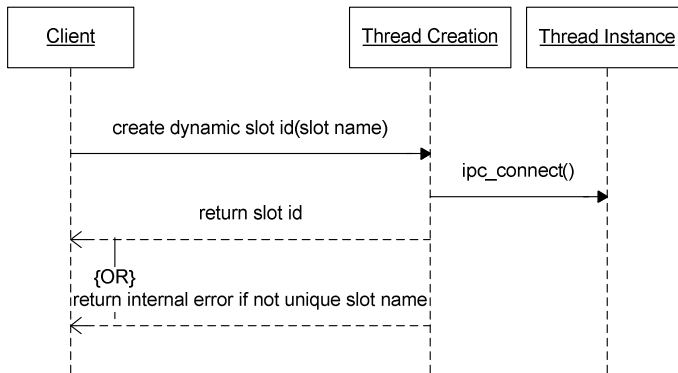 Client
Thread Creation
Thread Instance
create dynamic slot id(slot name)
ipc_connect()
return slot id
{OR}
return internal error if not unique slot name